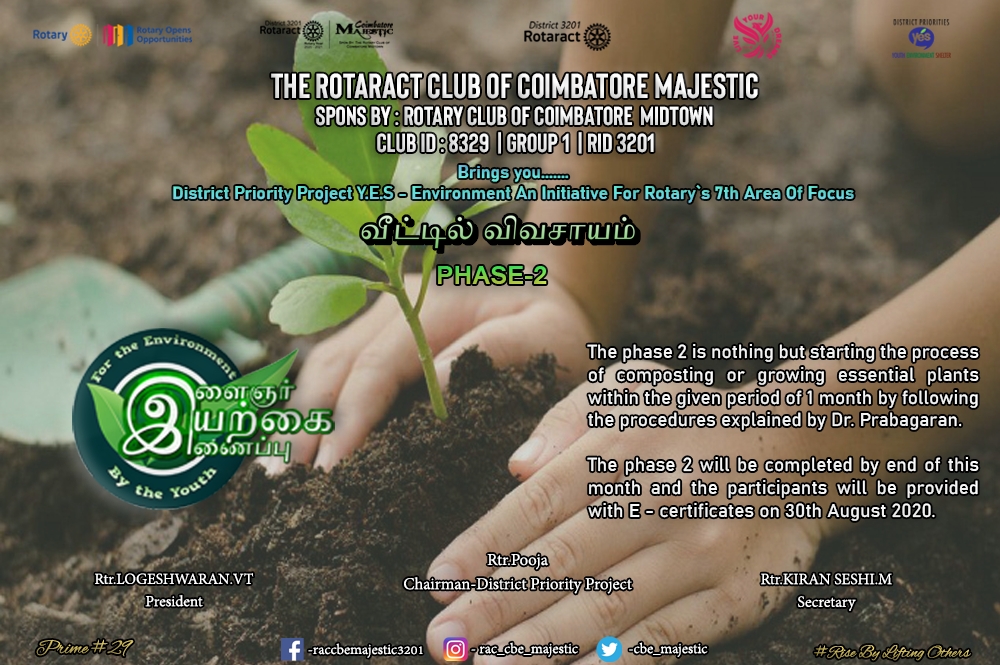 Rotary
Rotary Opens
Opportunities
District 3201
Rotaract
Coimbatore
MAJESTIC
District 3201
Rotaract
DISTRICT PRIORITIES
yes
THE ROTARACT CLUB OF COIMBATORE MAJESTIC
SPONS BY : ROTARY CLUB OF COIMBATORE MIDTOWN
CLUB ID : 8329 | GROUP 1 | RID 3201
Brings you.......
District Priority Project Y.E.S - Environment An Initiative For Rotary`s 7th Area Of Focus
வீட்டில் விவசாயம்
PHASE-2
For the Environment
இளைஞர்
இயற்கை
இணைப்பு
By the Youth
The phase 2 is nothing but starting the process
of composting or growing essential plants
within the given period of 1 month by following
the procedures explained by Dr. Prabagaran.
The phase 2 will be completed by end of this
month and the participants will be provided
with E - certificates on 30th August 2020.
Rtr.LOGESHWARAN.VT
President
Rtr.Pooja
Chairman-District Priority Project
Rtr.KIRAN SESHI.M
Secretary
Prime # 29
-raccbemajestic3201
- rac_cbe_majestic
-cbe_majestic
# Rise By Lifting Others